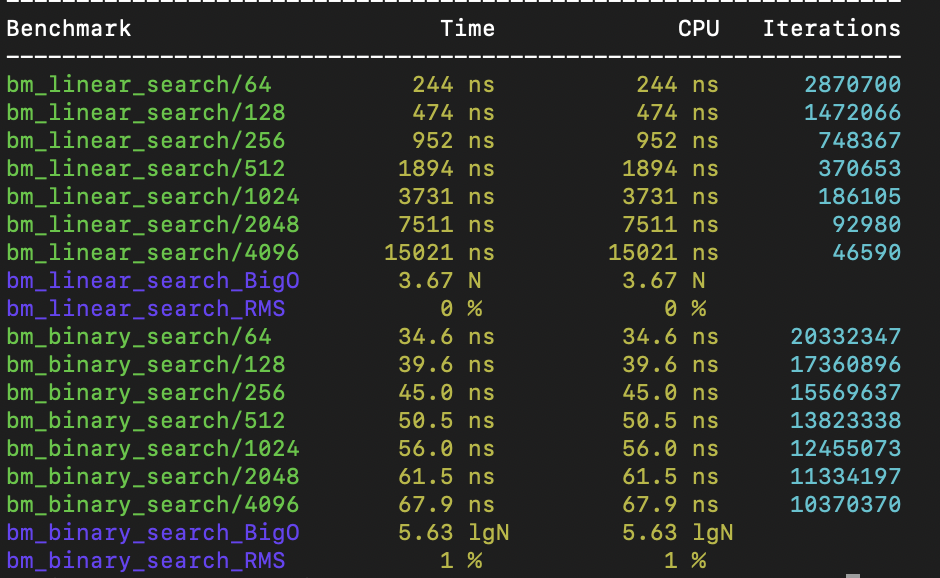 Benchmark Time CPU Iterations
bm_linear_search/64 244 ns 244 ns 2870700
bm_linear_search/128 474 ns 474 ns 1472066
bm_linear_search/256 952 ns 952 ns 748367
bm_linear_search/512 1894 ns 1894 ns 370653
bm_linear_search/1024 3731 ns 3731 ns 186105
bm_linear_search/2048 7511 ns 7511 ns 92980
bm_linear_search/4096 15021 ns 15021 ns 46590
bm_linear_search_BigO 3.67 N 3.67 N
bm_linear_search_RMS 0 % 0 %
bm_binary_search/64 34.6 ns 34.6 ns 20332347
bm_binary_search/128 39.6 ns 39.6 ns 17360896
bm_binary_search/256 45.0 ns 45.0 ns 15569637
bm_binary_search/512 50.5 ns 50.5 ns 13823338
bm_binary_search/1024 56.0 ns 56.0 ns 12455073
bm_binary_search/2048 61.5 ns 61.5 ns 11334197
bm_binary_search/4096 67.9 ns 67.9 ns 10370370
bm_binary_search_BigO 5.63 lgN 5.63 lgN
bm_binary_search_RMS 1 % 1 %